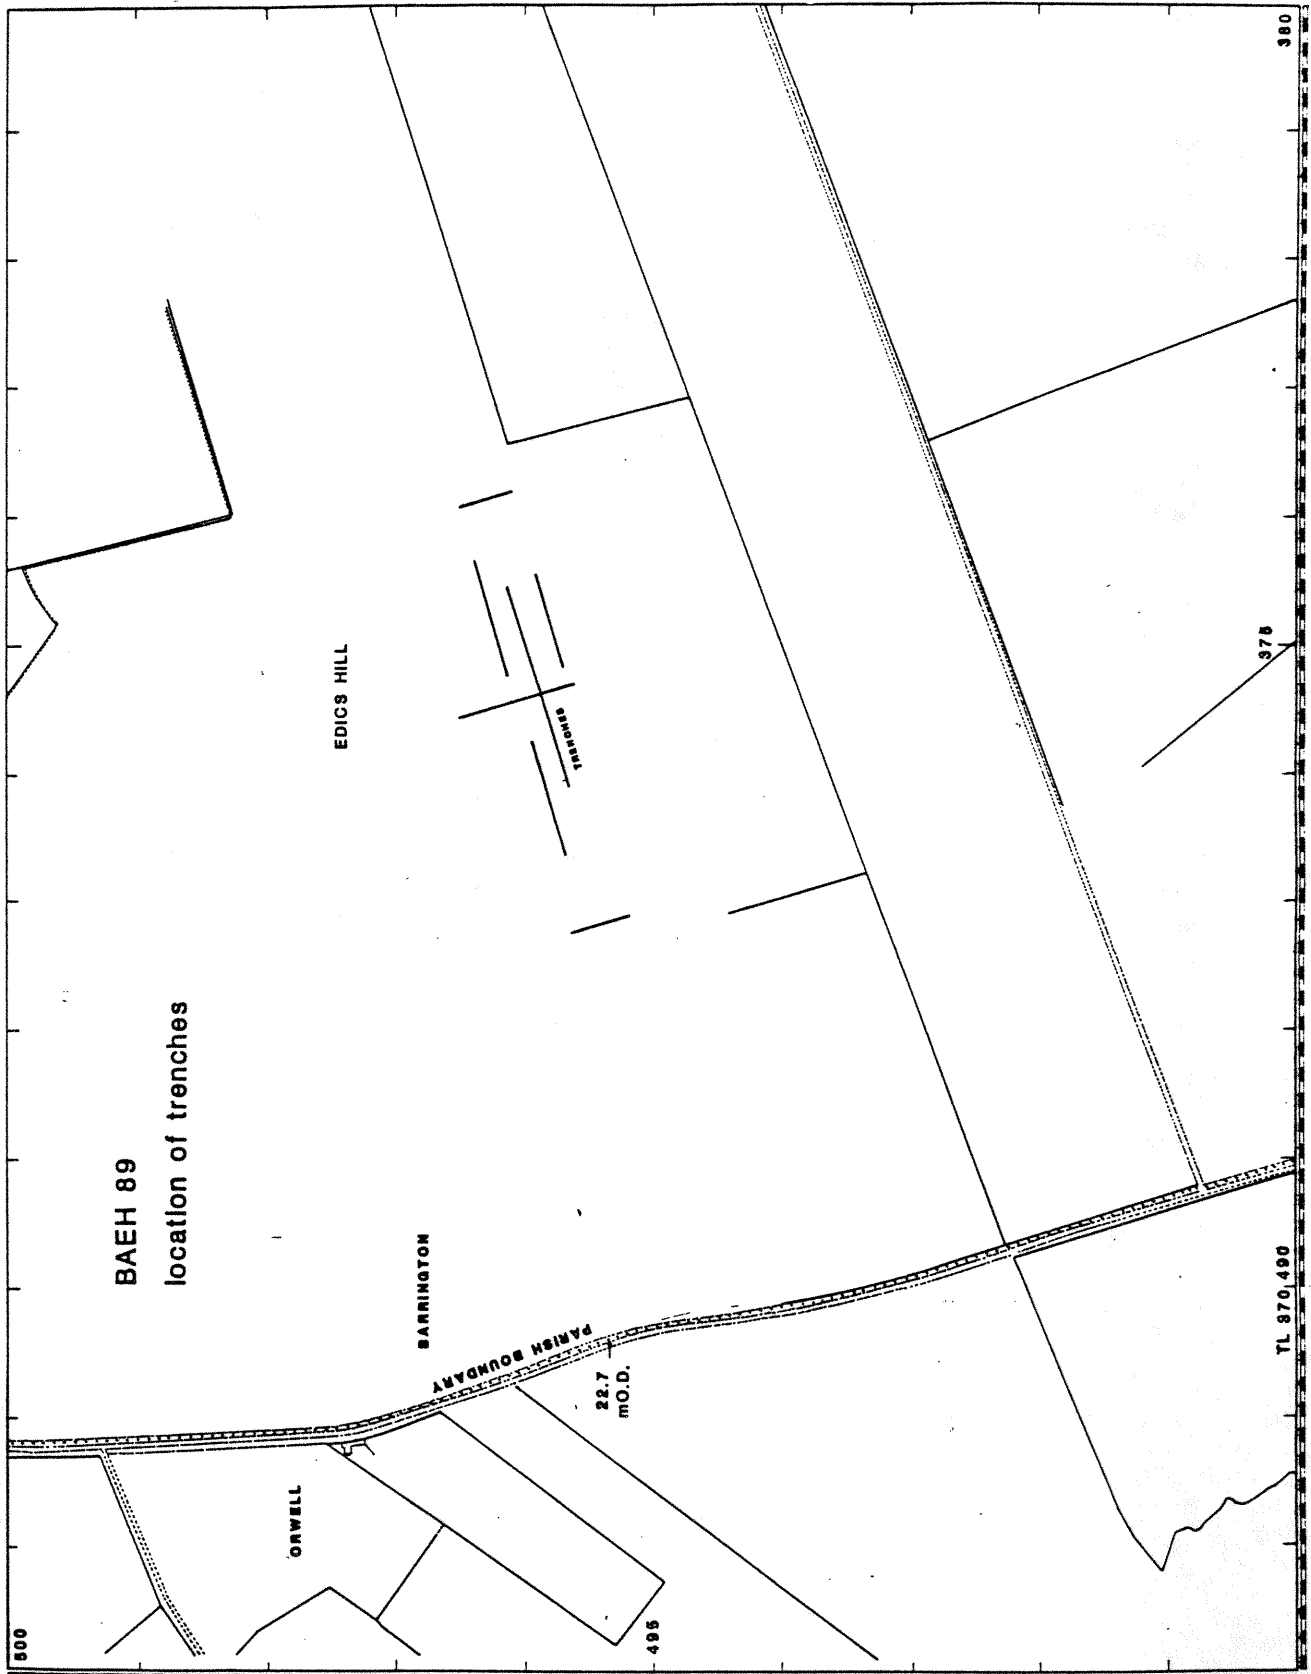 BAEH 89
location of trenches
500
ORWELL
495
BARRINGTON
PARISH BOUNDARY
22.7
mO.D.
EDICS HILL
TRENCHES
TL 370,490
375
380